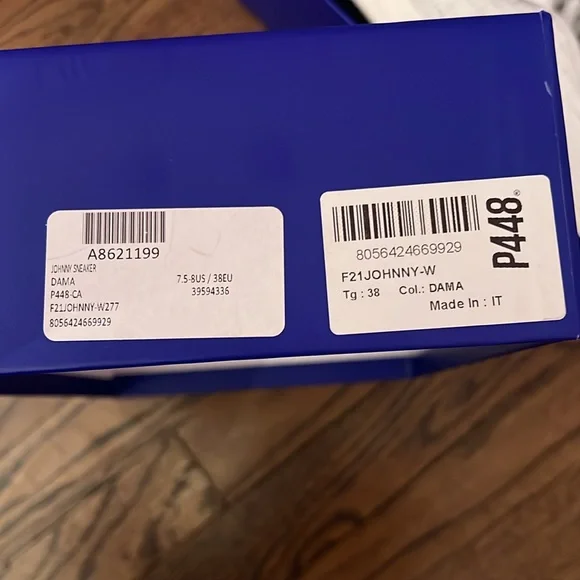 A8621199
JOHNNY SNEAKER
DAMA
7.5-8US / 38EU
P448-CA
39594336
F21JOHNNY-W277
8056424669929
8056424669929
P448®
F21JOHNNY-W
Tg : 38 Col.: DAMA
Made In : IT